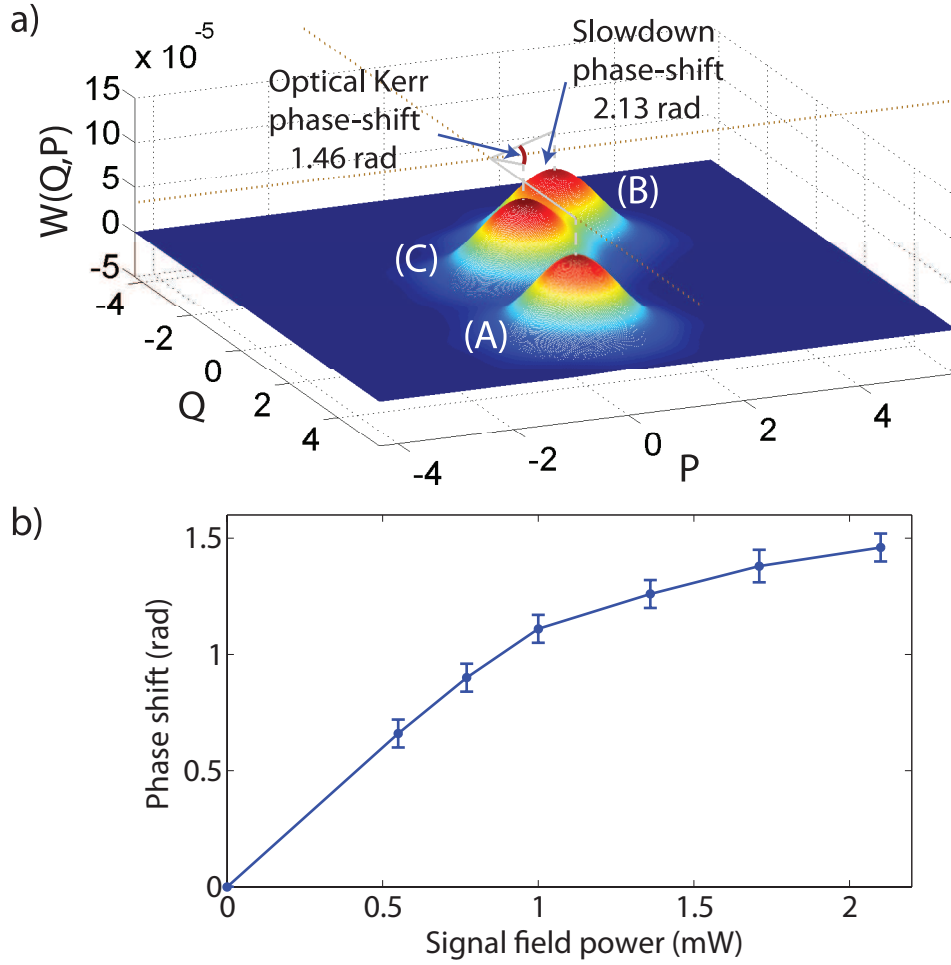 a)
x 10-5
15
10
5
0
-5
W(Q,P)
Optical Kerr
phase-shift
1.46 rad
Slowdown
phase-shift
2.13 rad
(B)
(C)
(A)
-4
-2
0
2
4
Q
-4
-2
0
2
4
P
b)
1.5
1
0.5
0
Phase shift (rad)
0
0.5
1
1.5
2
Signal field power (mW)